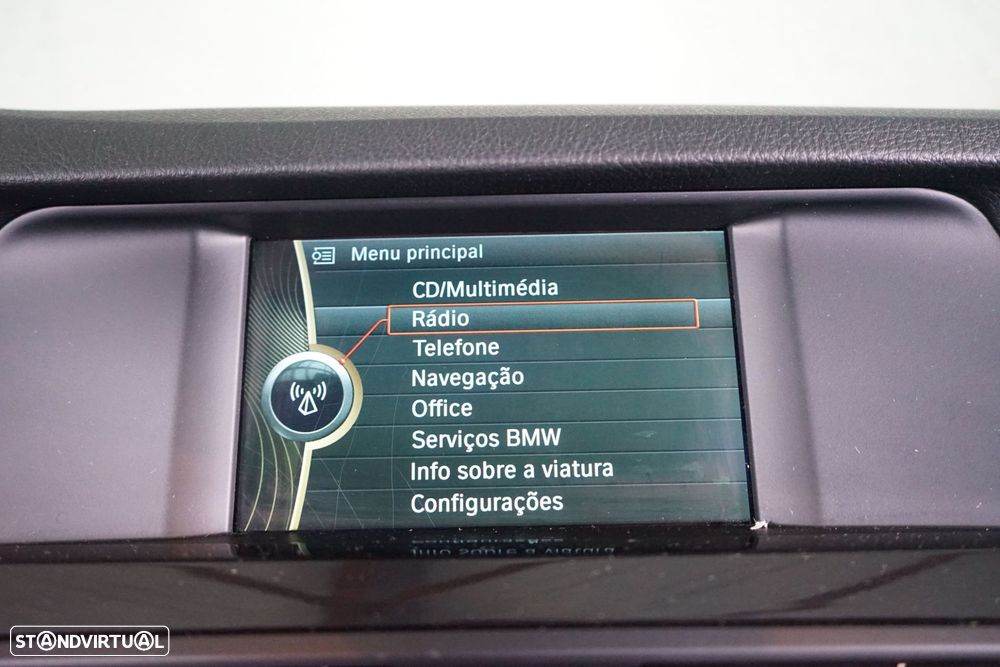 Menu principal
CD/Multimédia
Rádio
Telefone
Navegação
Office
Serviços BMW
Info sobre a viatura
Configurações
STANDVIRTUAL